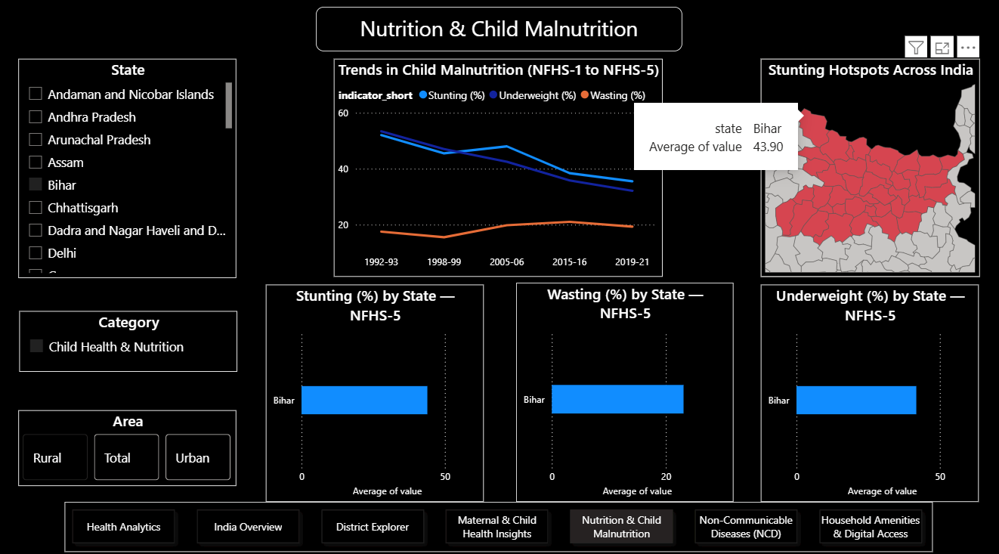 Nutrition & Child Malnutrition
State
Andaman and Nicobar Islands
Andhra Pradesh
Arunachal Pradesh
Assam
Bihar
Chhattisgarh
Dadra and Nagar Haveli and D...
Delhi
Category
Child Health & Nutrition
Area
Rural
Total
Urban
Trends in Child Malnutrition (NFHS-1 to NFHS-5)
indicator_short Stunting (%) Underweight (%) Wasting (%)
60
40
20
1992-93 1998-99 2005-06 2015-16 2019-21
Stunting Hotspots Across India
state Bihar
Average of value 43.90
Stunting (%) by State —
NFHS-5
Bihar
0 50
Average of value
Wasting (%) by State —
NFHS-5
Bihar
0 20
Average of value
Underweight (%) by State —
NFHS-5
Bihar
0 50
Average of value
Health Analytics
India Overview
District Explorer
Maternal & Child
Health Insights
Nutrition & Child
Malnutrition
Non-Communicable
Diseases (NCD)
Household Amenities
& Digital Access